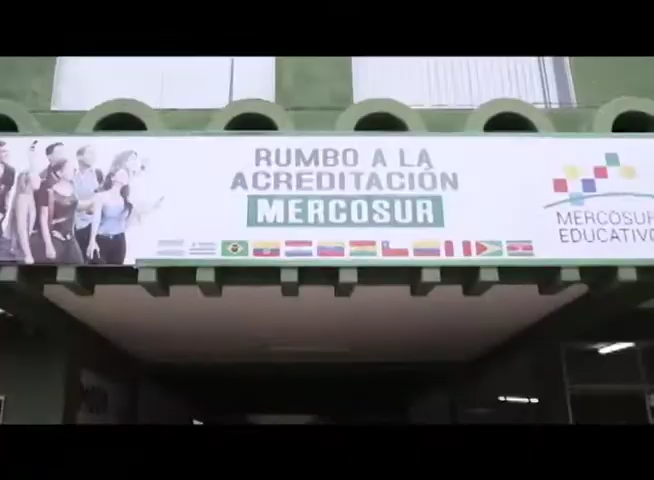 RUMBO A LA
ACREDITACIÓN
MERCOSUR
MERCOSUR
EDUCATIVO